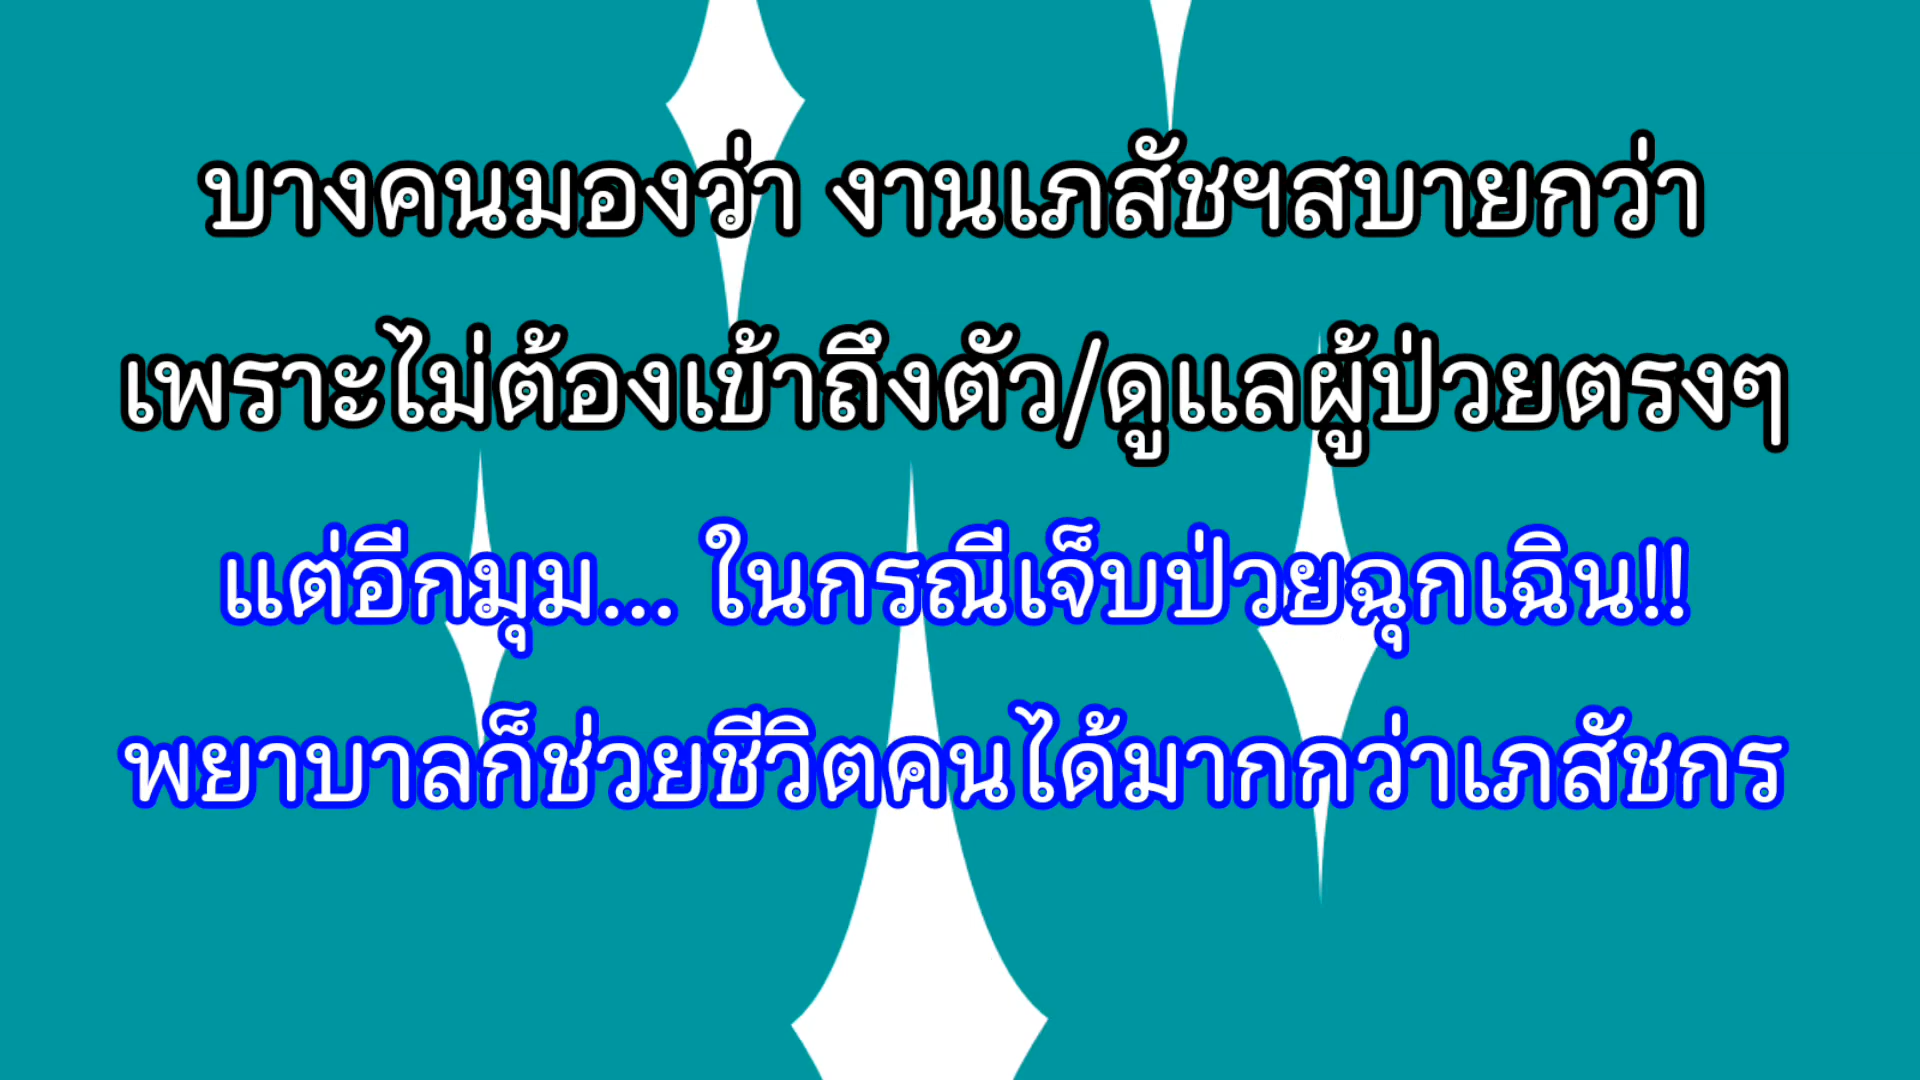 บางคนมองว่า งานเภสัชฯสบายกว่า
เพราะไม่ต้องเข้าถึงตัว/ดูแลผู้ป่วยตรงๆ
แต่อีกมุม... ในกรณีเจ็บป่วยฉุกเฉิน!!
พยาบาลก็ช่วยชีวิตคนได้มากกว่าเภสัชกร